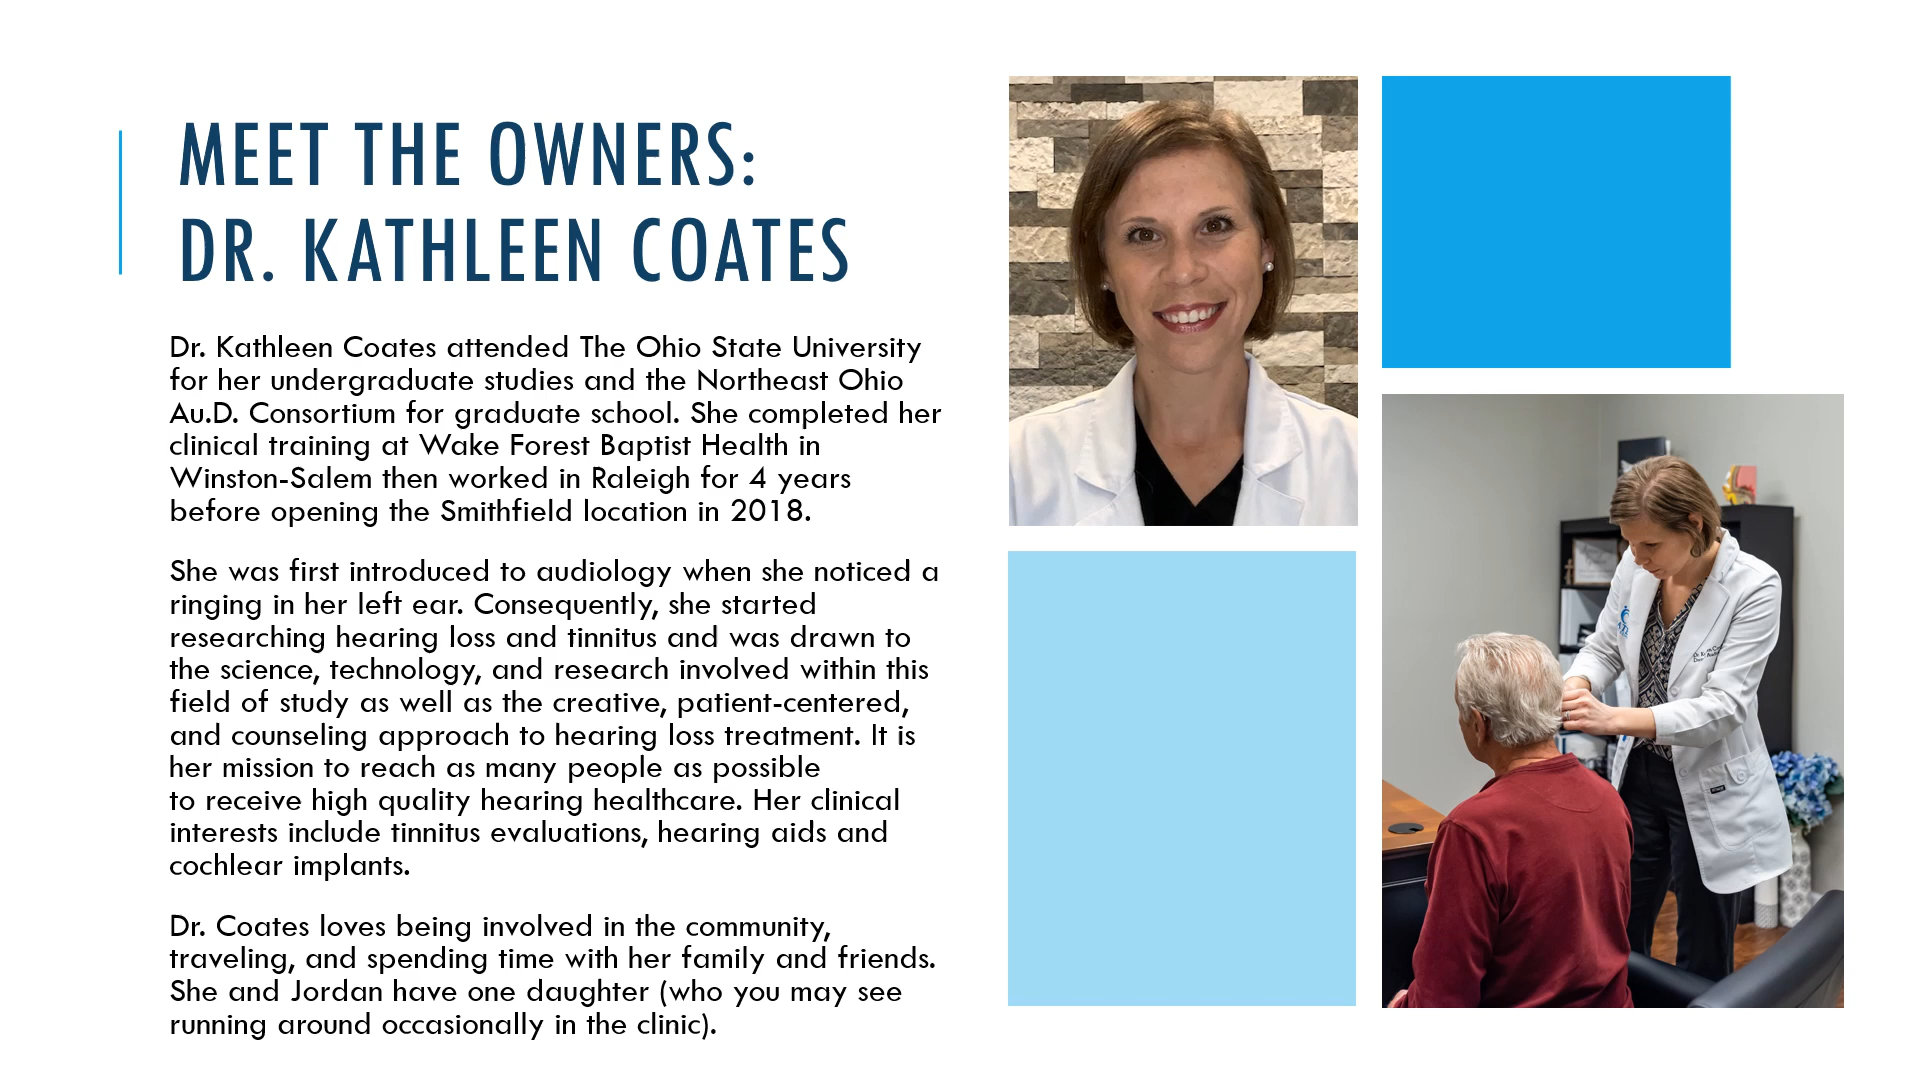 MEET THE OWNERS:
DR. KATHLEEN COATES
Dr. Kathleen Coates attended The Ohio State University
for her undergraduate studies and the Northeast Ohio
Au.D. Consortium for graduate school. She completed her
clinical training at Wake Forest Baptist Health in
Winston-Salem then worked in Raleigh for 4 years
before opening the Smithfield location in 2018.
She was first introduced to audiology when she noticed a
ringing in her left ear. Consequently, she started
researching hearing loss and tinnitus and was drawn to
the science, technology, and research involved within this
field of study as well as the creative, patient-centered,
and counseling approach to hearing loss treatment. It is
her mission to reach as many people as possible
to receive high quality hearing healthcare. Her clinical
interests include tinnitus evaluations, hearing aids and
cochlear implants.
Dr. Coates loves being involved in the community,
traveling, and spending time with her family and friends.
She and Jordan have one daughter (who you may see
running around occasionally in the clinic).